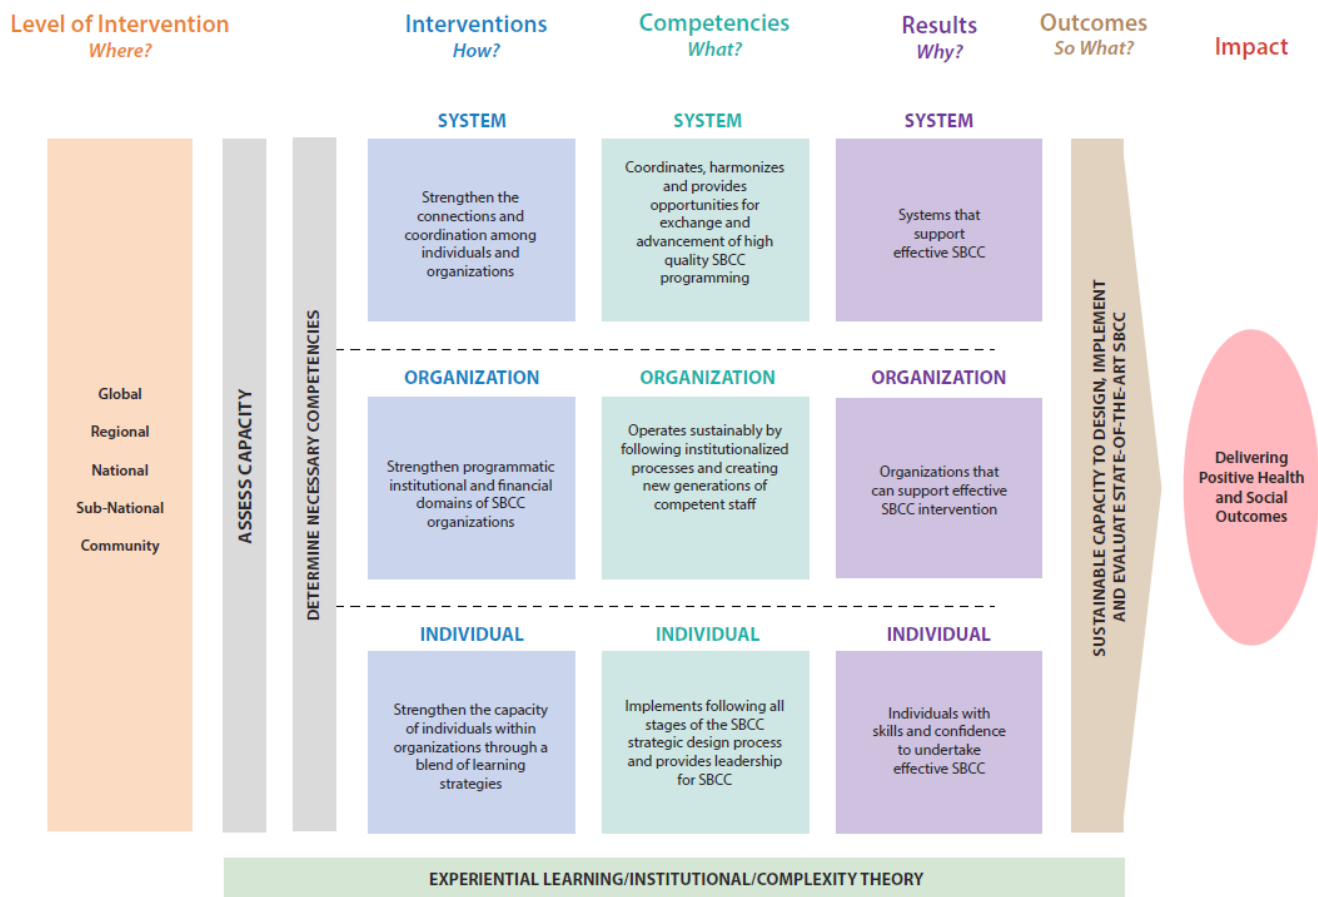 Level of Intervention
Where?
Interventions
How?
Competencies
What?
Results
Why?
Outcomes
So What?
Impact
Global
Regional
National
Sub-National
Community
ASSESS CAPACITY
DETERMINE NECESSARY COMPETENCIES
SYSTEM
Strengthen the
connections and
coordination among
individuals and
organizations
SYSTEM
Coordinates, harmonizes
and provides
opportunities for
exchange and
advancement of high
quality SBCC
programming
SYSTEM
Systems that
support
effective SBCC
ORGANIZATION
Strengthen programmatic
institutional and financial
domains of SBCC
organizations
ORGANIZATION
Operates sustainably by
following institutionalized
processes and creating
new generations of
competent staff
ORGANIZATION
Organizations that
can support effective
SBCC intervention
INDIVIDUAL
Strengthen the capacity
of individuals within
organizations through a
blend of learning
strategies
INDIVIDUAL
Implements following all
stages of the SBCC
strategic design process
and provides leadership
for SBCC
INDIVIDUAL
Individuals with
skills and confidence
to undertake
effective SBCC
SUSTAINABLE CAPACITY TO DESIGN, IMPLEMENT
AND EVALUATE STATE-OF-THE-ART SBCC
Delivering
Positive Health
and Social
Outcomes
EXPERIENTIAL LEARNING/INSTITUTIONAL/COMPLEXITY THEORY